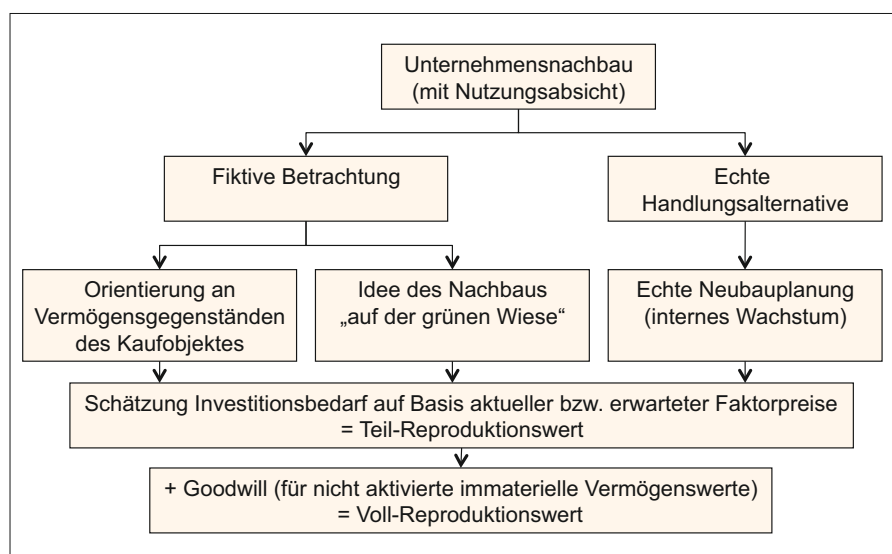 Unternehmensnachbau
(mit Nutzungsabsicht)
Fiktive Betrachtung
Echte
Handlungsalternative
Orientierung an
Vermögensgegenständen
des Kaufobjektes
Idee des Nachbaus
„auf der grünen Wiese“
Echte Neubauplanung
(internes Wachstum)
Schätzung Investitionsbedarf auf Basis aktueller bzw. erwarteter Faktorpreise
= Teil-Reproduktionswert
+ Goodwill (für nicht aktivierte immaterielle Vermögenswerte)
= Voll-Reproduktionswert